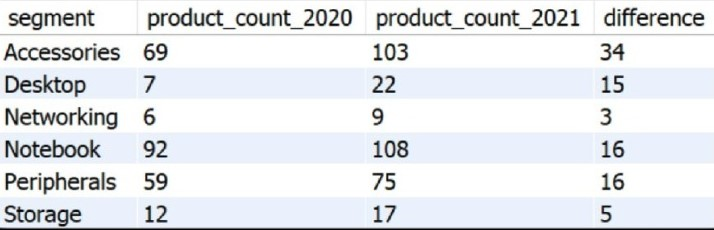 segment product_count_2020 product_count_2021 difference
Accessories 69 103 34
Desktop 7 22 15
Networking 6 9 3
Notebook 92 108 16
Peripherals 59 75 16
Storage 12 17 5